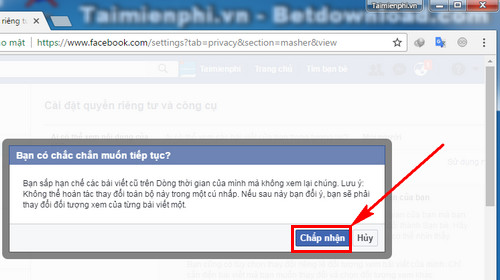 Taimienphi.vn - Betdownload.com
Taimienphi.vn
riêng tư
ảo mật
https://www.facebook.com/settings?tab=privacy&section=masher&view
Taimienphi Trang chủ Tìm bạn bè
Cài đặt quyền riêng tư và công cụ
Bạn có chắc chắn muốn tiếp tục?
Bạn sắp hạn chế các bài viết cũ trên Dòng thời gian của mình mà không xem lại chúng. Lưu ý:
Không thể hoàn tác thay đổi toàn bộ này trong một cú nhấp. Nếu sau này bạn đổi ý, bạn sẽ phải
thay đổi đối tượng xem của từng bài viết một.
Chấp nhận Hủy